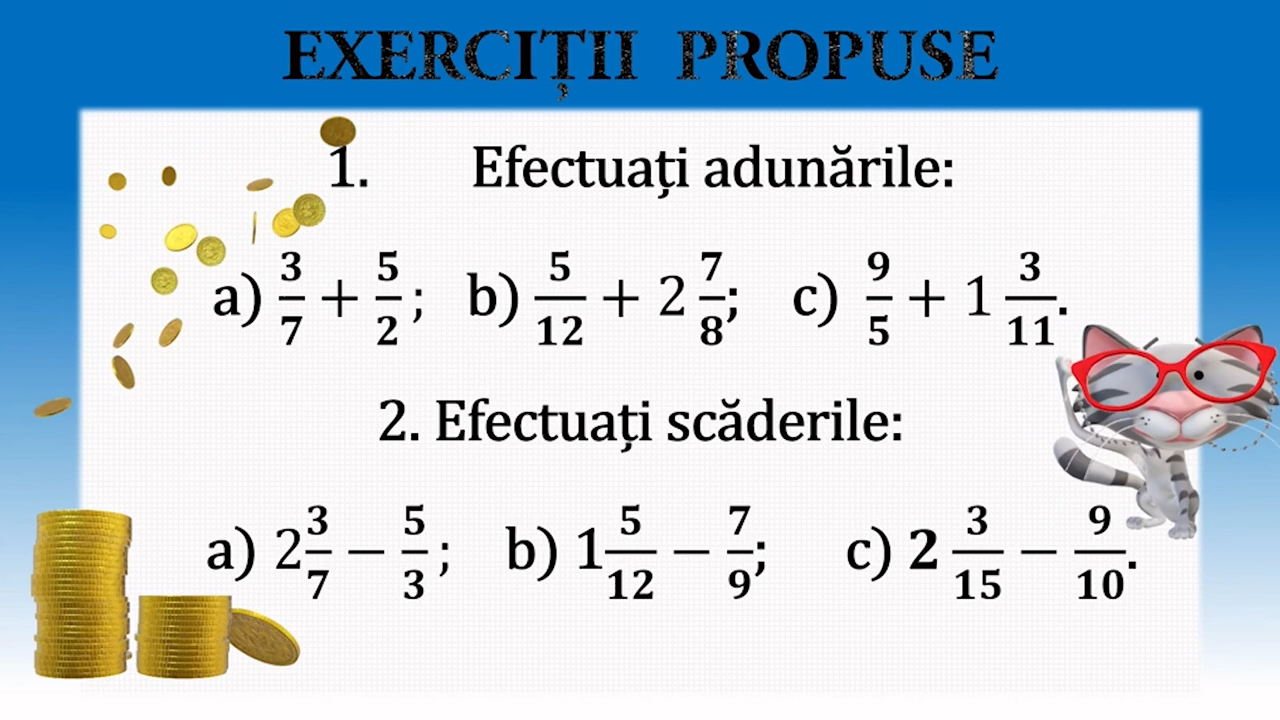 EXERCIȚII PROPUSE
1. Efectuați adunările:
a) 3/7 + 5/2 ; b) 5/12 + 2 7/8; c) 9/5 + 1 3/11.
2. Efectuați scăderile:
a) 2 3/7 − 5/3 ; b) 1 5/12 − 7/9; c) 2 3/15 − 9/10.